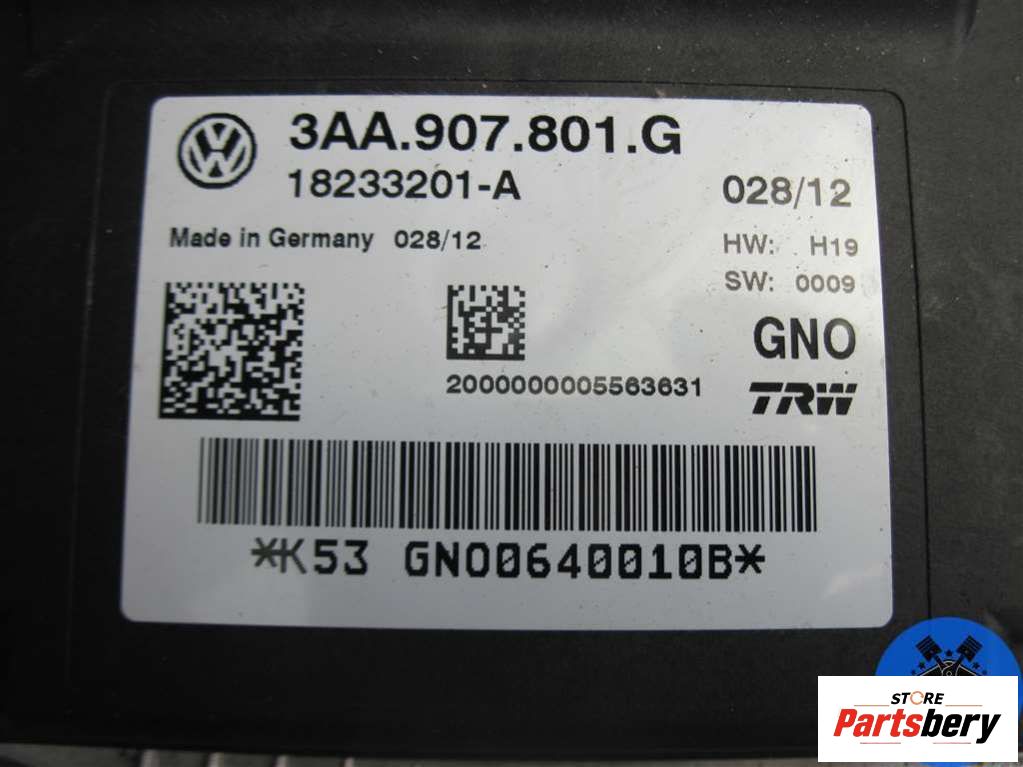 3AA.907.801.G
18233201-A
028/12
Made in Germany 028/12
HW: H19
SW: 0009
GNO
2000000005563631
TRW
*K53 GNO0640010B*
STORE
Partsbery